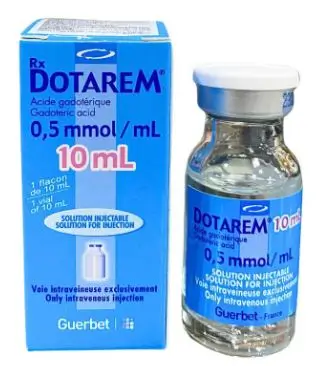 Rx
DOTAREM®
Acide gadotérique
Gadoteric acid
0,5 mmol/mL
10 mL
1 flacon
de 10 mL
1 vial
of 10 mL
SOLUTION INJECTABLE
SOLUTION FOR INJECTION
Voie intraveineuse exclusivement
Only intravenous injection
Guerbet
DOTAREM® 10 mL
Acide gadotérique
Gadoteric acid
0,5 mmol/mL
SOLUTION INJECTABLE
SOLUTION FOR INJECTION
Voie intraveineuse exclusivement
Only intravenous injection
Guerbet - France